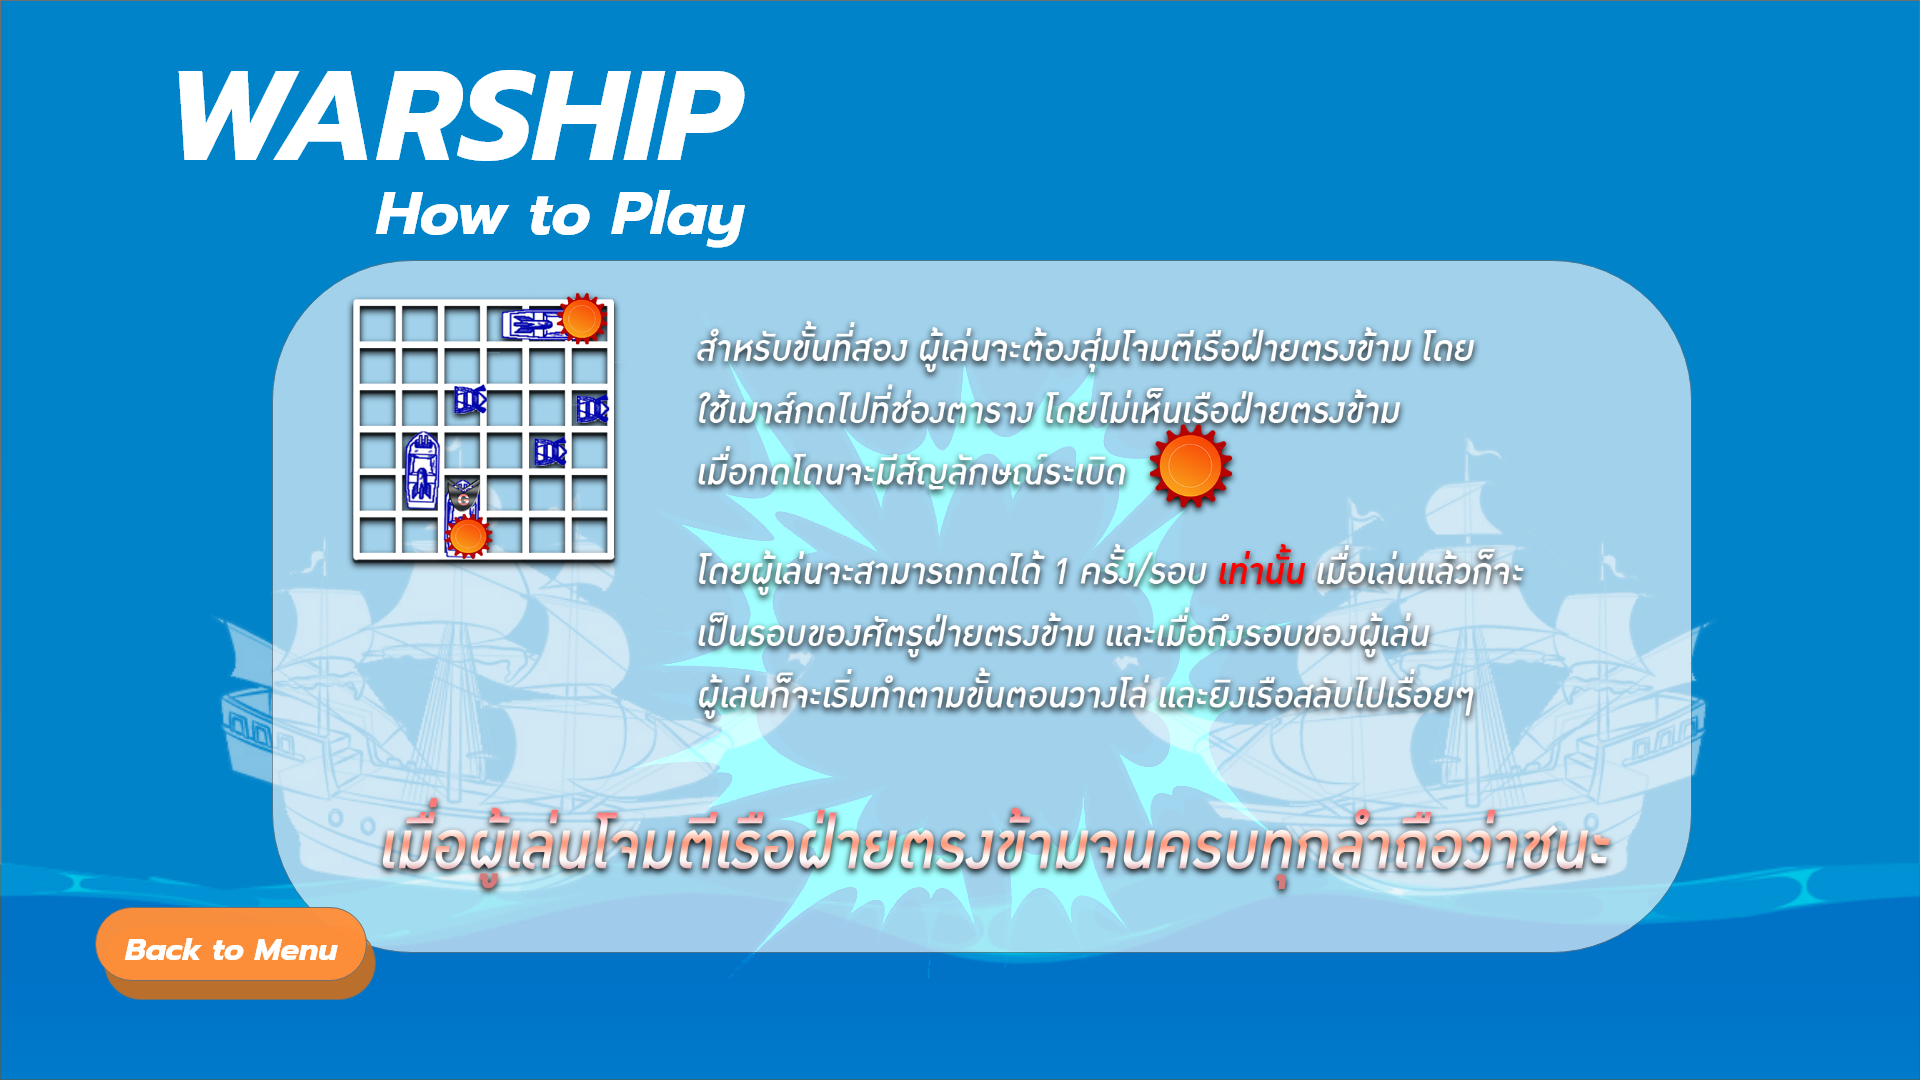 WARSHIP
How to Play
สำหรับขั้นที่สอง ผู้เล่นจะต้องสุ่มโจมตีเรือฝ่ายตรงข้าม โดย
ใช้เมาส์กดไปที่ช่องตาราง โดยไม่เห็นเรือฝ่ายตรงข้าม
เมื่อกดโดนจะมีสัญลักษณ์ระเบิด
G
โดยผู้เล่นจะสามารถกดได้ 1 ครั้ง/รอบ เท่านั้น เมื่อเล่นแล้วก็จะ
เป็นรอบของศัตรูฝ่ายตรงข้าม และเมื่อถึงรอบของผู้เล่น
ผู้เล่นก็จะเริ่มทำตามขั้นตอนวางโล่ และยิงเรือสลับไปเรื่อยๆ
เมื่อผู้เล่นโจมตีเรือฝ่ายตรงข้ามจนครบทุกลำถือว่าชนะ
Back to Menu